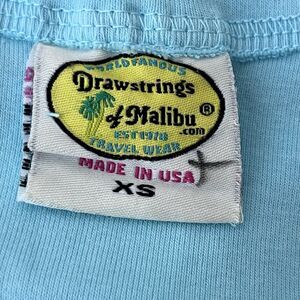 WORLD FAMOUS
Drawstrings
of Malibu ®
.com
EST 1978
TRAVEL WEAR
MADE IN USA
XS